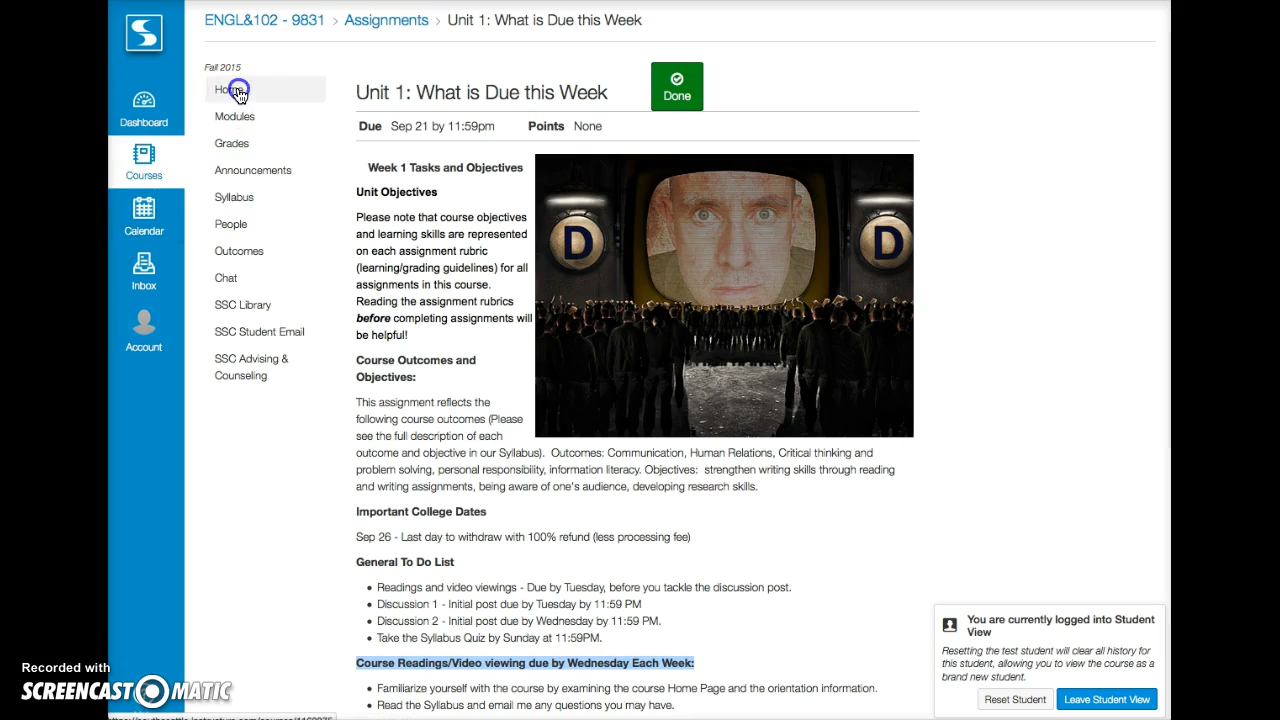 ENGL&102 - 9831 › Assignments › Unit 1: What is Due this Week
Fall 2015
Home
Modules
Grades
Announcements
Syllabus
People
Outcomes
Chat
SSC Library
SSC Student Email
SSC Advising &
Counseling
Dashboard
Courses
Calendar
Inbox
Account
Unit 1: What is Due this Week
Done
Due Sep 21 by 11:59pm Points None
Week 1 Tasks and Objectives
Unit Objectives
Please note that course objectives
and learning skills are represented
on each assignment rubric
(learning/grading guidelines) for all
assignments in this course.
Reading the assignment rubrics
before completing assignments will
be helpful!
D D
Course Outcomes and
Objectives:
This assignment reflects the
following course outcomes (Please
see the full description of each
outcome and objective in our Syllabus). Outcomes: Communication, Human Relations, Critical thinking and
problem solving, personal responsibility, information literacy. Objectives: strengthen writing skills through reading
and writing assignments, being aware of one's audience, developing research skills.
Important College Dates
Sep 26 - Last day to withdraw with 100% refund (less processing fee)
General To Do List
• Readings and video viewings - Due by Tuesday, before you tackle the discussion post.
• Discussion 1 - Initial post due by Tuesday by 11:59 PM
• Discussion 2 - Initial post due by Wednesday by 11:59 PM.
• Take the Syllabus Quiz by Sunday at 11:59PM.
Course Readings/Video viewing due by Wednesday Each Week:
• Familiarize yourself with the course by examining the course Home Page and the orientation information.
• Read the Syllabus and email me any questions you may have.
You are currently logged into Student
View
Resetting the test student will clear all history for
this student, allowing you to view the course as a
brand new student.
Reset Student Leave Student View
Recorded with
SCREENCAST-O-MATIC